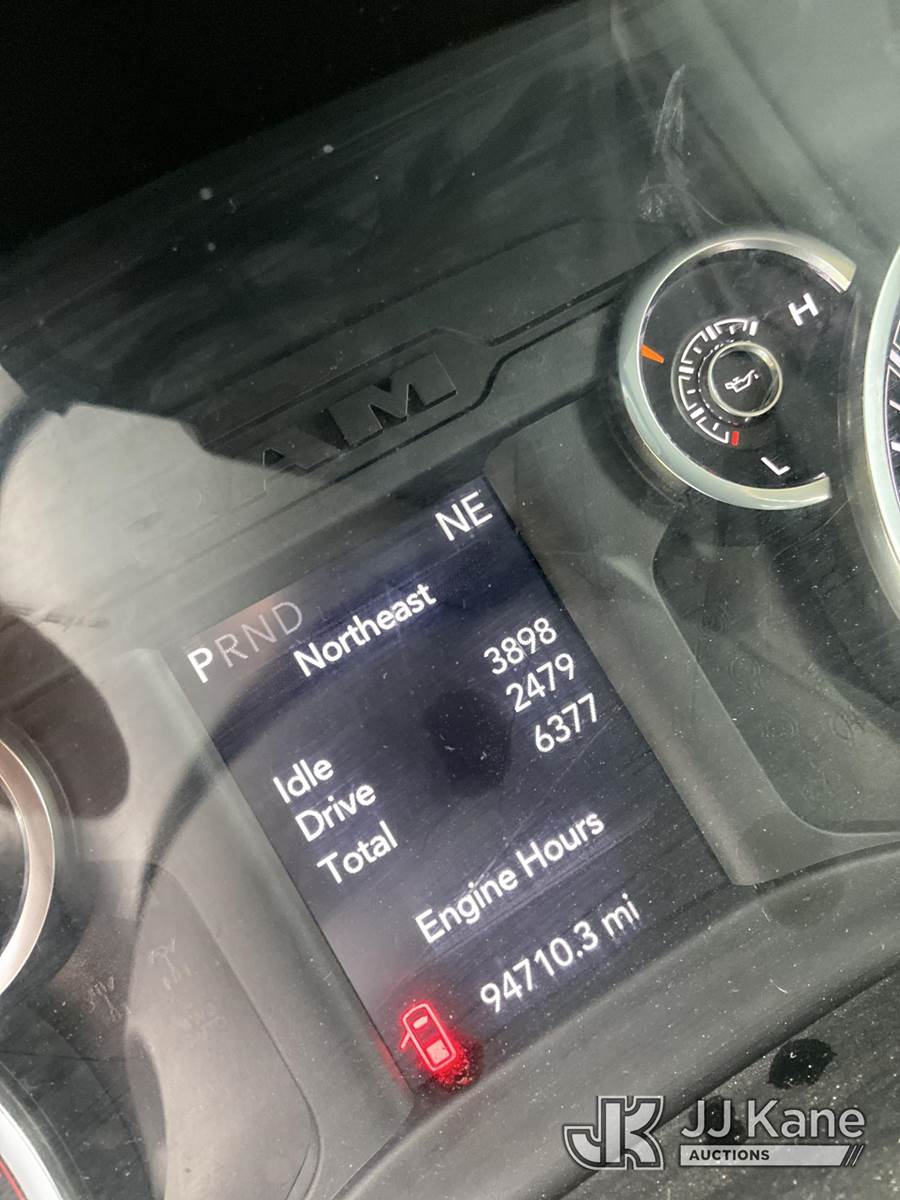 RAM
H
L
NE
PRND
Northeast
Idle 3898
Drive 2479
Total 6377
Engine Hours
94710.3 mi
JK JJ Kane
AUCTIONS